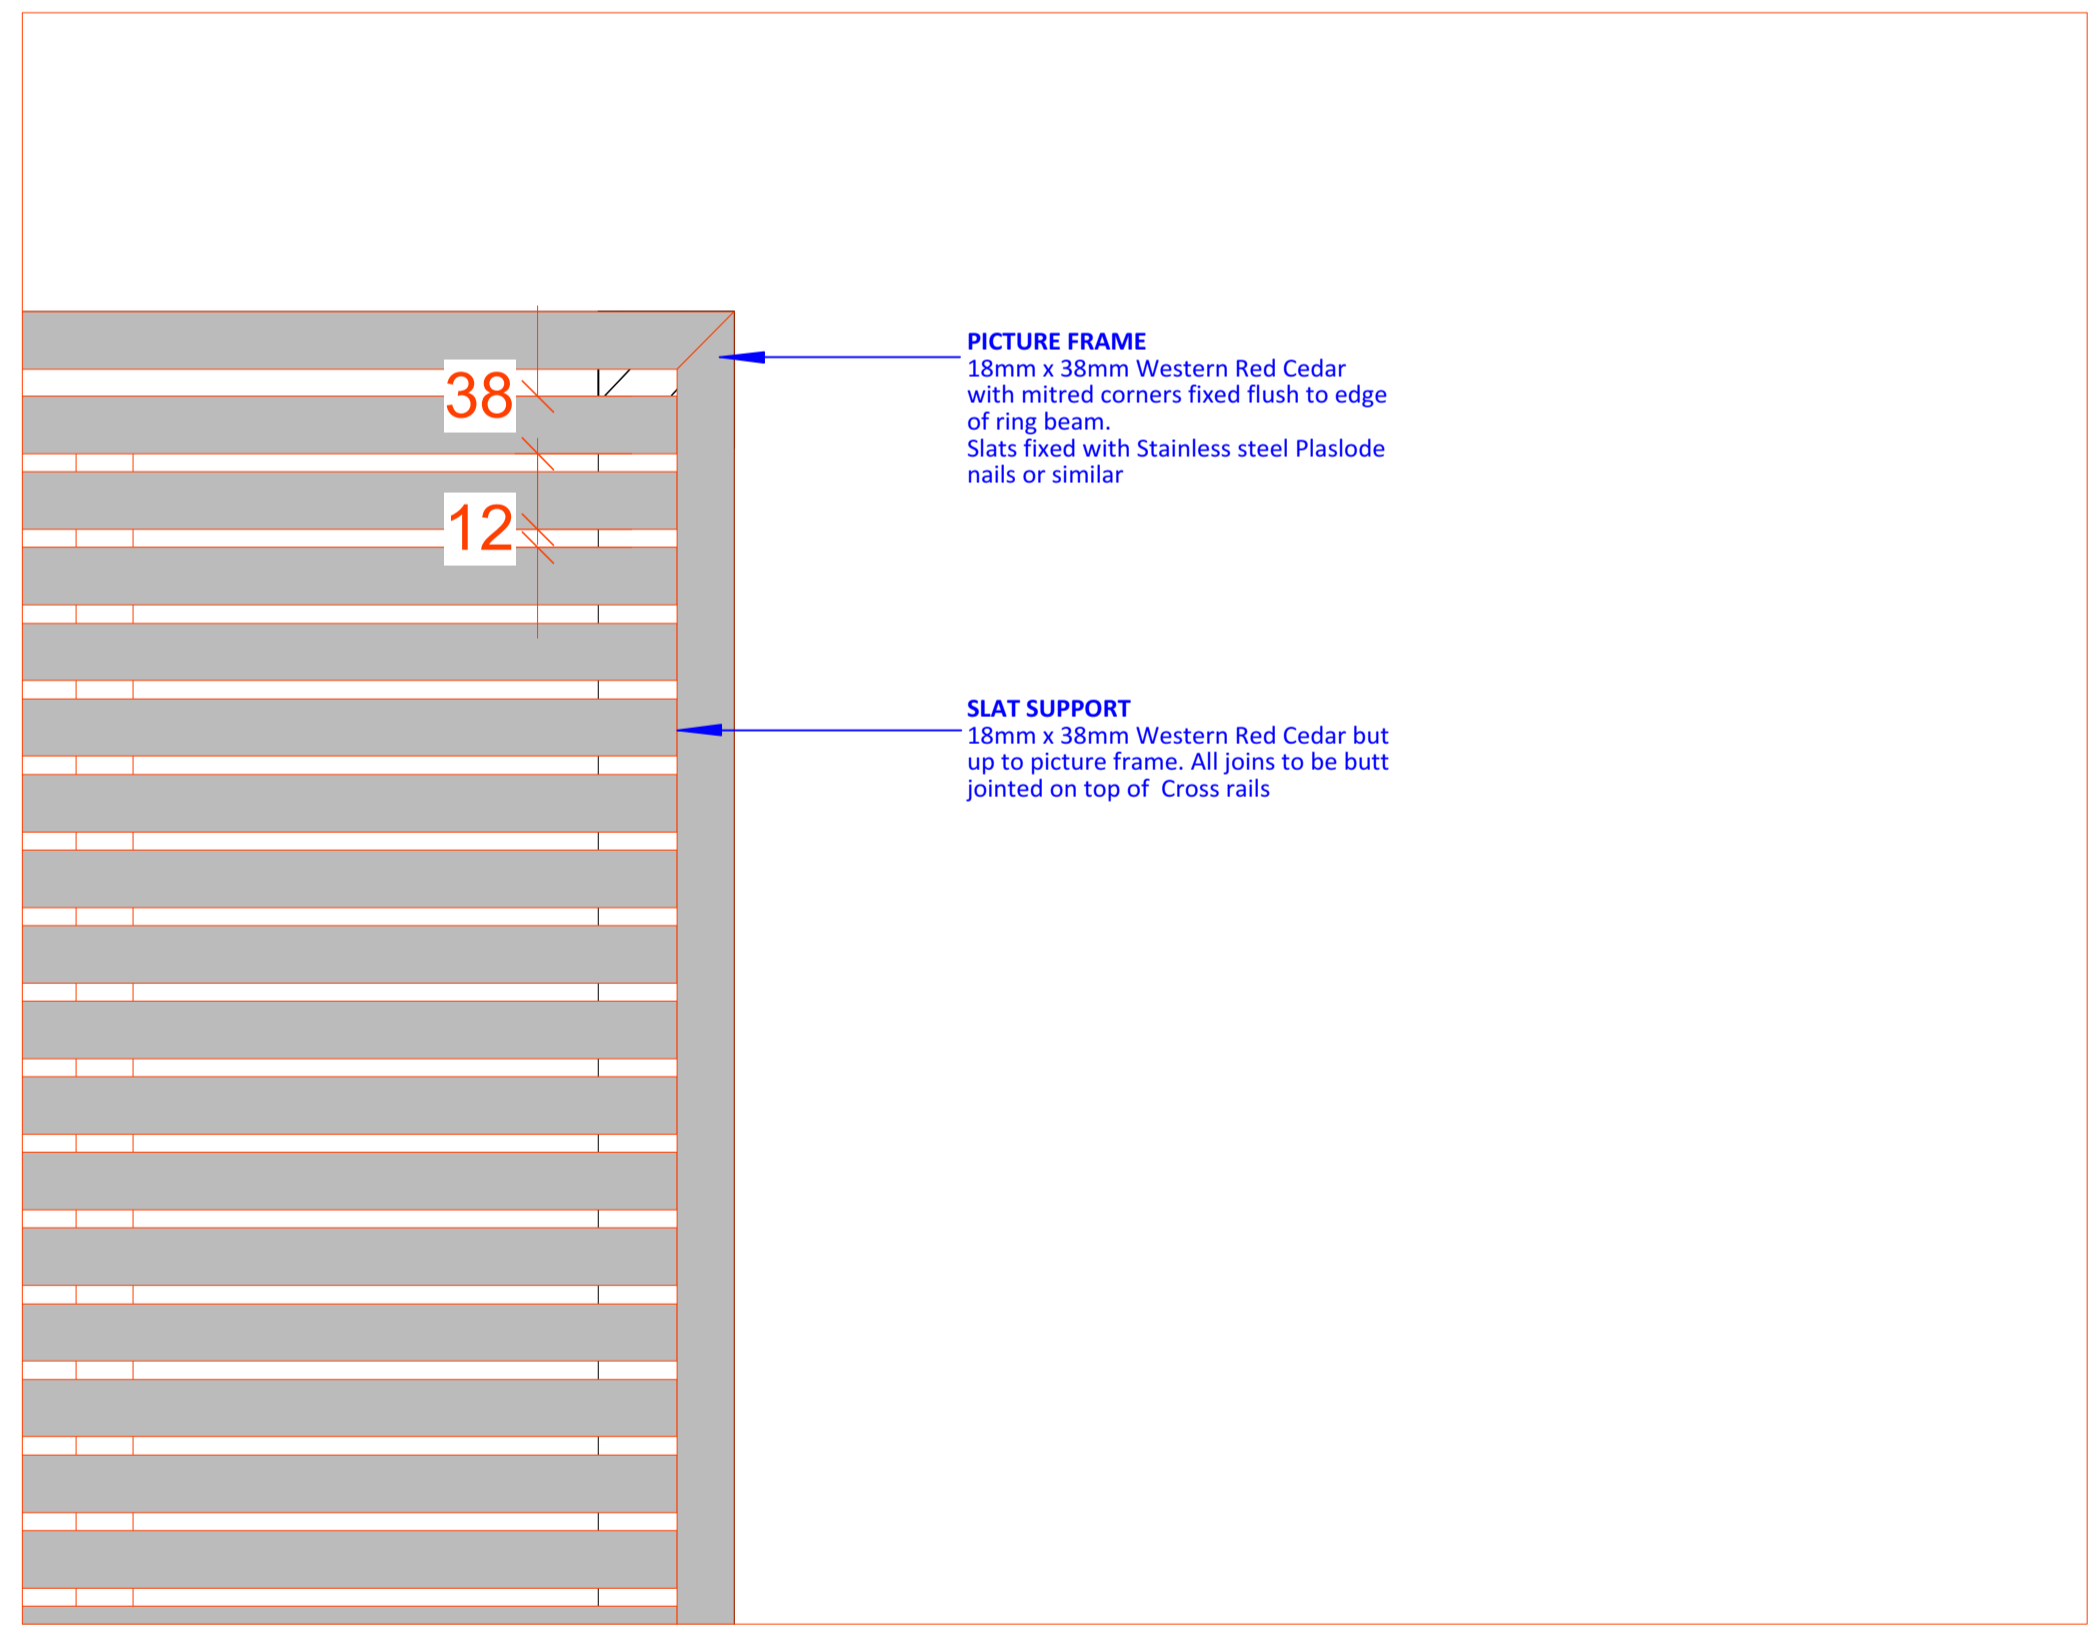 38
12
PICTURE FRAME
18mm x 38mm Western Red Cedar
with mitred corners fixed flush to edge
of ring beam.
Slats fixed with Stainless steel Plaslode
nails or similar
SLAT SUPPORT
18mm x 38mm Western Red Cedar but
up to picture frame. All joins to be butt
jointed on top of  Cross rails